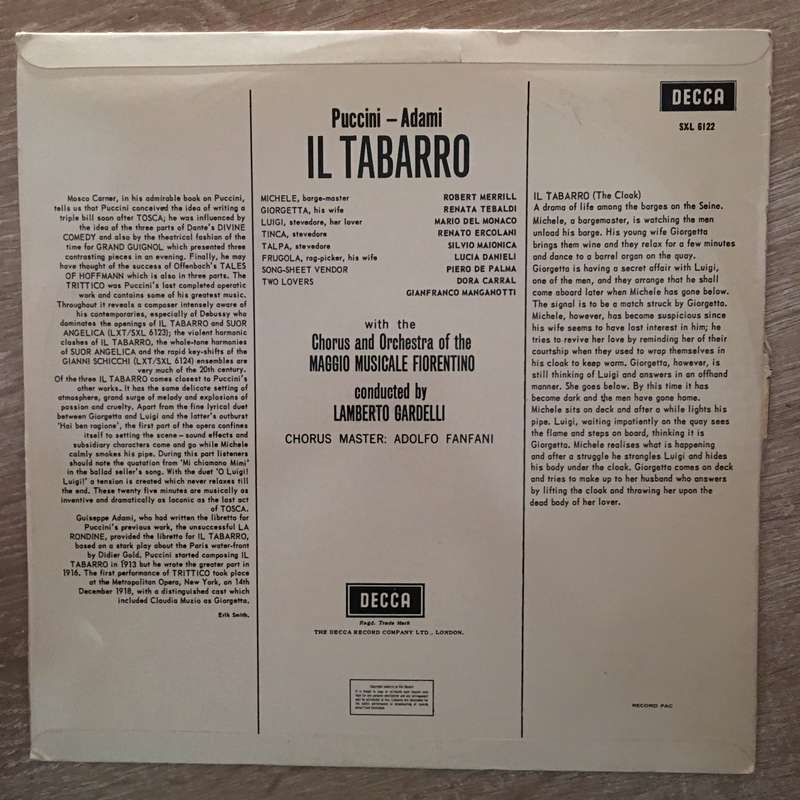 Mosco Carner, in his admirable book on Puccini,
tells us that Puccini conceived the idea of writing a
triple bill soon after TOSCA; he was influenced by
the idea of the three parts of Dante's DIVINE
COMEDY and also by the theatrical fashion of the
time for GRAND GUIGNOL which presented three
contrasting pieces in an evening. Finally, he may
have thought of the success of Offenbach's TALES
OF HOFFMANN which is also in three parts. The
TRITTICO was Puccini's last completed operatic
work and contains some of his greatest music.
Throughout it reveals a composer intensely aware of
his contemporaries, especially of Debussy who
dominates the openings of IL TABARRO and SUOR
ANGELICA (LXT/SXL 6123); the violent harmonic
clashes of IL TABARRO, the whole-tone harmonies
of SUOR ANGELICA and the rapid key-shifts of the
GIANNI SCHICCHI (LXT/SXL 6124) ensembles are
very much of the 20th century.
Of the three IL TABARRO comes closest to Puccini's
other works. it has the same delicate setting of
atmosphere, grand surge of melody and explosions of
passion and cruelty. Apart from the fine lyrical duet
between Giorgetta and Luigi and the latter's outburst
'Hai ben ragione', the first part of the opera confines
itself to setting the scene – sound effects and
subsidiary characters come and go while Michele
calmly smokes his pipe. During this part listeners
should note the quotation from 'Mi chiamano Mimi'
in the ballad seller's song. With the duet 'O Luigi!
Luigi!' a tension is created which never relaxes till
the end. These twenty five minutes are musically as
inventive and dramatically as laconic as the last act
of TOSCA.
Guiseppe Adami, who had written the libretto for
Puccini's previous work, the unsuccessful LA
RONDINE, provided the libretto for IL TABARRO,
based on a stark play about the Paris water-front
by Didier Gold. Puccini started composing IL
TABARRO in 1913 but he wrote the greater part in
1916. The first performance of TRITTICO took place
at the Metropolitan Opera, New York, on 14th
December 1918, with a distinguished cast which
included Claudia Muzio as Giorgetta.
Erik Smith.
Puccini – Adami
IL TABARRO
MICHELE, barge-master ROBERT MERRILL
GIORGETTA, his wife RENATA TEBALDI
LUIGI, stevedore, her lover MARIO DEL MONACO
TINCA, stevedore RENATO ERCOLANI
TALPA, stevedore SILVIO MAIONICA
FRUGOLA, rag-picker, his wife LUCIA DANIELI
SONG-SHEET VENDOR PIERO DE PALMA
TWO LOVERS DORA CARRAL
GIANFRANCO MANGANOTTI
with the
Chorus and Orchestra of the
MAGGIO MUSICALE FIORENTINO
conducted by
LAMBERTO GARDELLI
CHORUS MASTER: ADOLFO FANFANI
DECCA
Regd. Trade Mark
THE DECCA RECORD COMPANY LTD., LONDON.
DECCA
SXL 6122
IL TABARRO (The Cloak)
A drama of life among the barges on the Seine.
Michele, a bargemaster, is watching the men
unload his barge. His young wife Giorgetta
brings them wine and they relax for a few minutes
and dance to a barrel organ on the quay.
Giorgetta is having a secret affair with Luigi,
one of the men, and they arrange that he shall
come aboard later when Michele has gone below.
The signal is to be a match struck by Giorgetta.
Michele, however, has become suspicious since
his wife seems to have lost interest in him; he
tries to revive her love by reminding her of their
courtship when they used to wrap themselves in
his cloak to keep warm. Giorgetta, however, is
still thinking of Luigi and answers in an offhand
manner. She goes below. By this time it has
become dark and the men have gone home.
Michele sits on deck and after a while lights his
pipe. Luigi, waiting impatiently on the quay sees
the flame and steps on board, thinking it is
Giorgetta. Michele realises what is happening
and after a struggle he strangles Luigi and hides
his body under the cloak. Giorgetta comes on deck
and tries to make up to her husband who answers
by lifting the cloak and throwing her upon the
dead body of her lover.
RECORD PAC